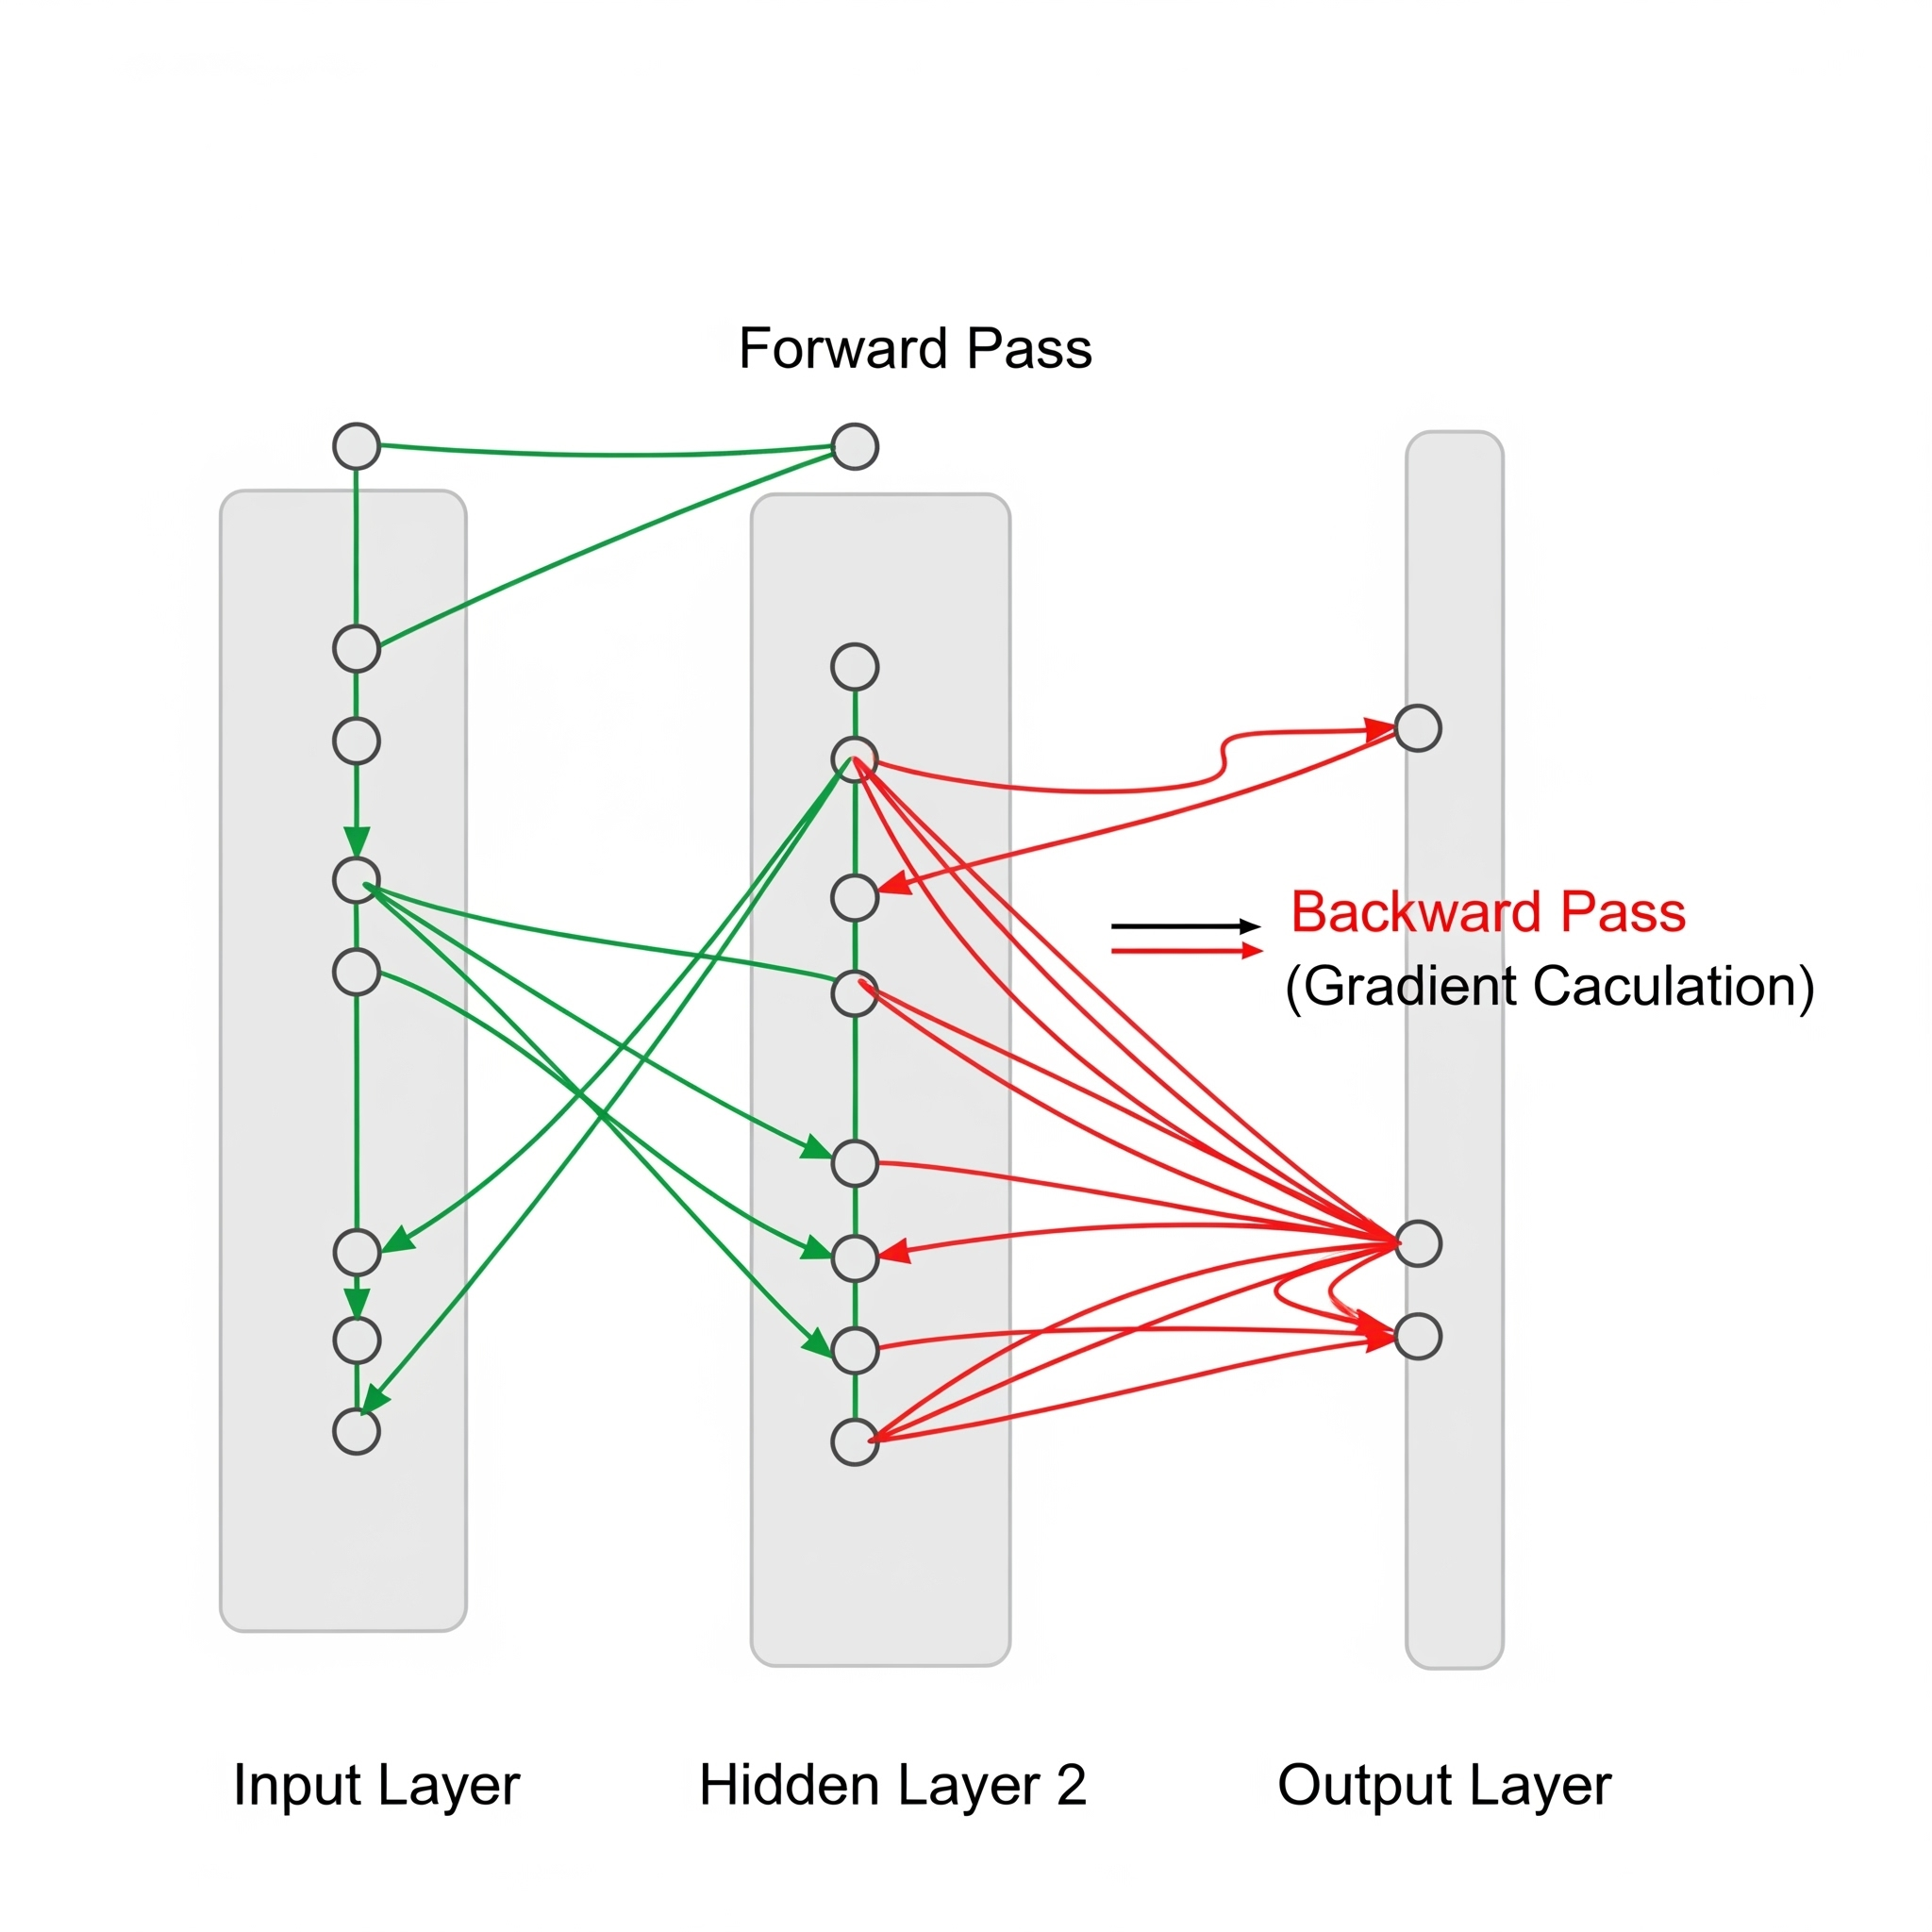 Forward Pass
Backward Pass
(Gradient Caculation)
Input Layer
Hidden Layer 2
Output Layer